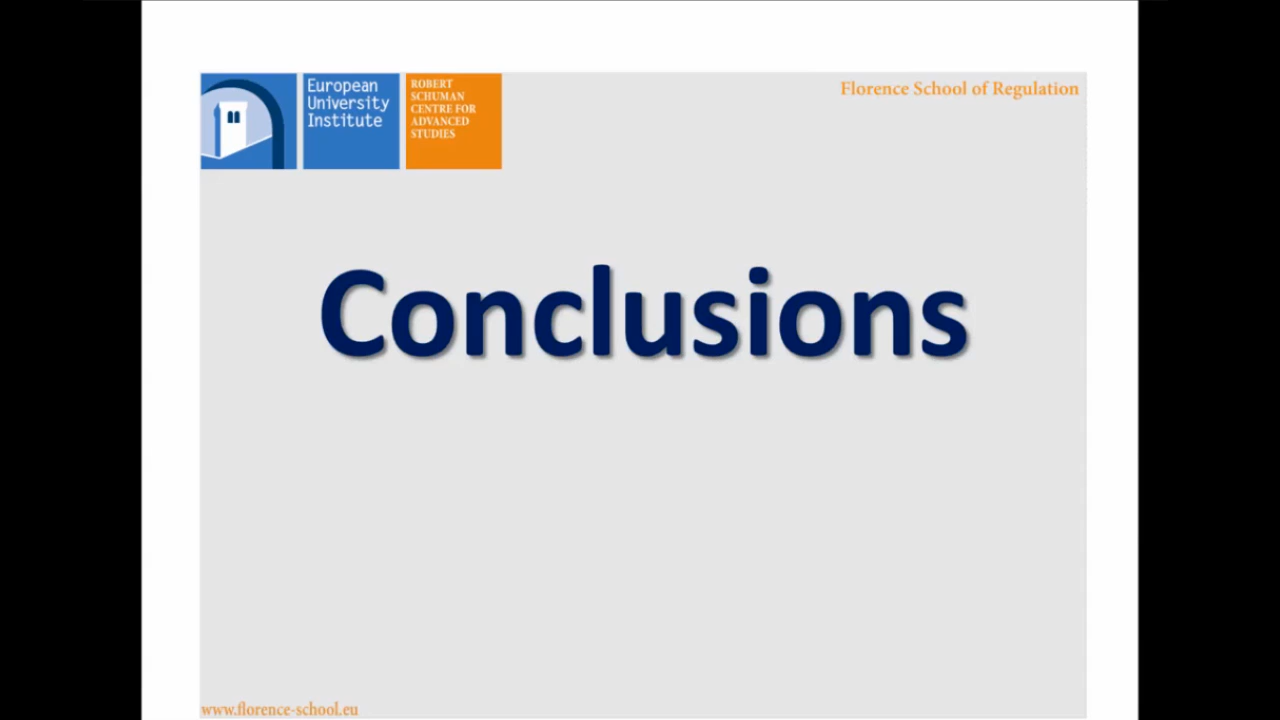 European
University
Institute
ROBERT
SCHUMAN
CENTRE FOR
ADVANCED
STUDIES
Florence School of Regulation
Conclusions
www.florence-school.eu